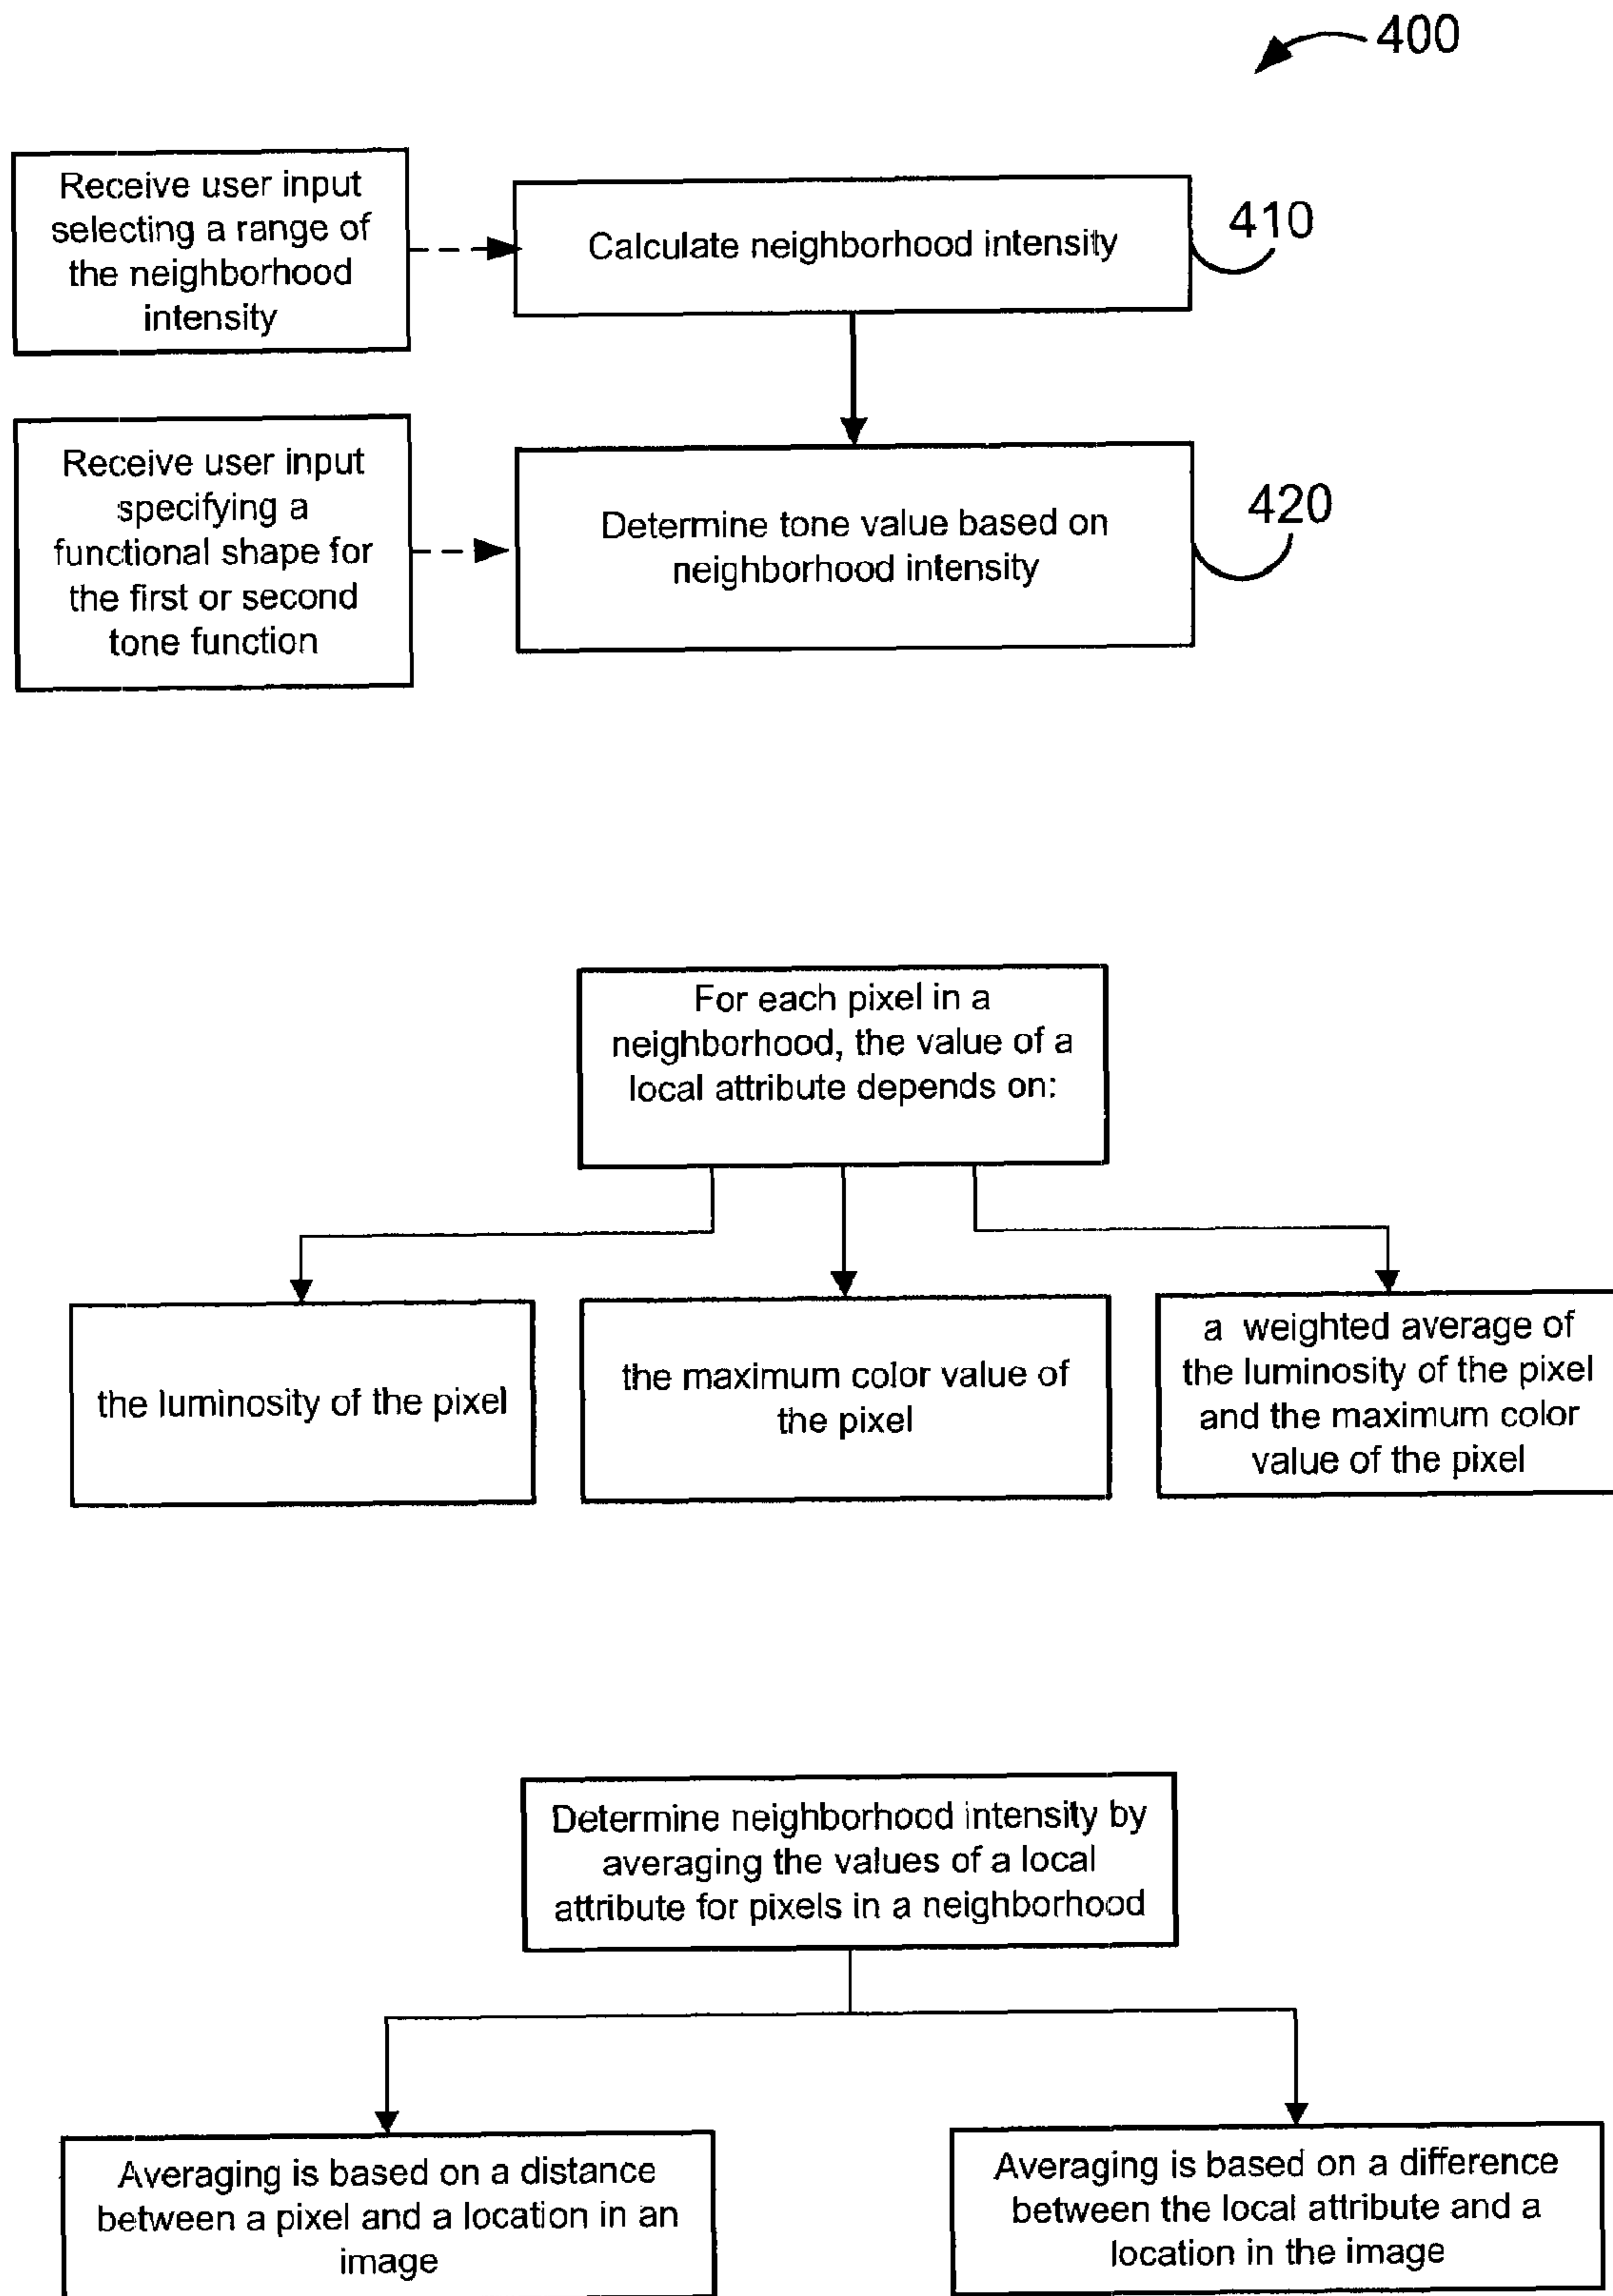 400
Receive user input
selecting a range of
the neighborhood
intensity
Calculate neighborhood intensity
410
Receive user input
specifying a
functional shape for
the first or second
tone function
Determine tone value based on
neighborhood intensity
420
For each pixel in a
neighborhood, the value of a
local attribute depends on:
the luminosity of the pixel
the maximum color value of
the pixel
a weighted average of
the luminosity of the pixel
and the maximum color
value of the pixel
Determine neighborhood intensity by
averaging the values of a local
attribute for pixels in a neighborhood
Averaging is based on a distance
between a pixel and a location in an
image
Averaging is based on a difference
between the local attribute and a
location in the image